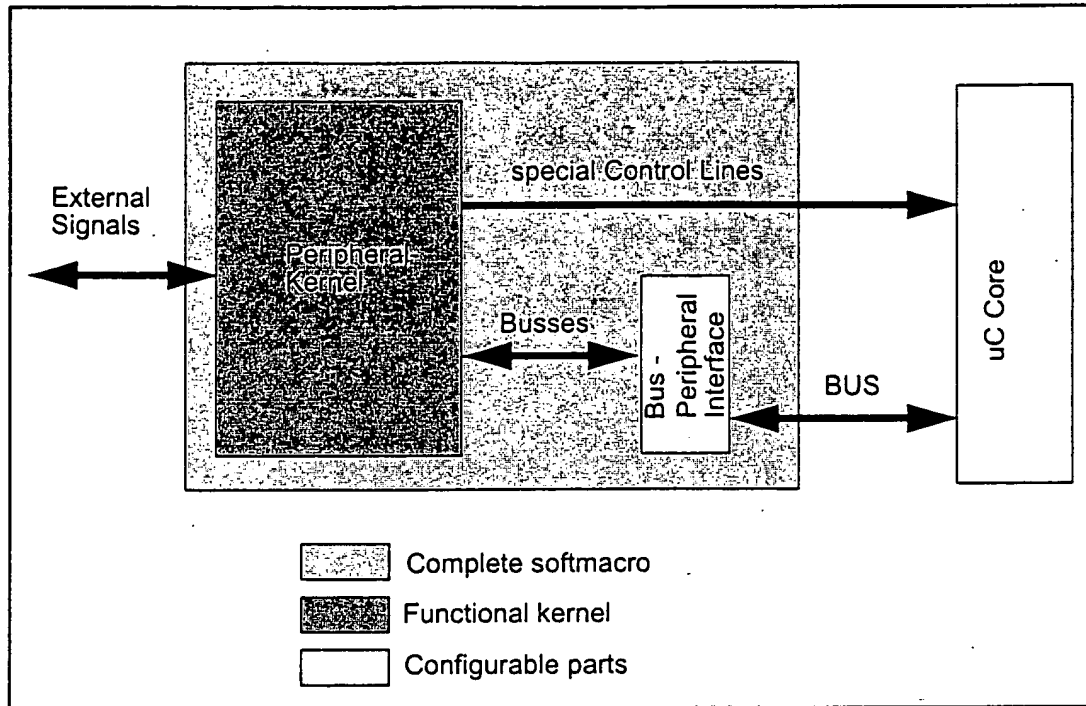 special Control Lines
External
Signals
Peripheral
Kernel
Busses
Bus -
Peripheral
Interface
BUS
uC Core
Complete softmacro
Functional kernel
Configurable parts